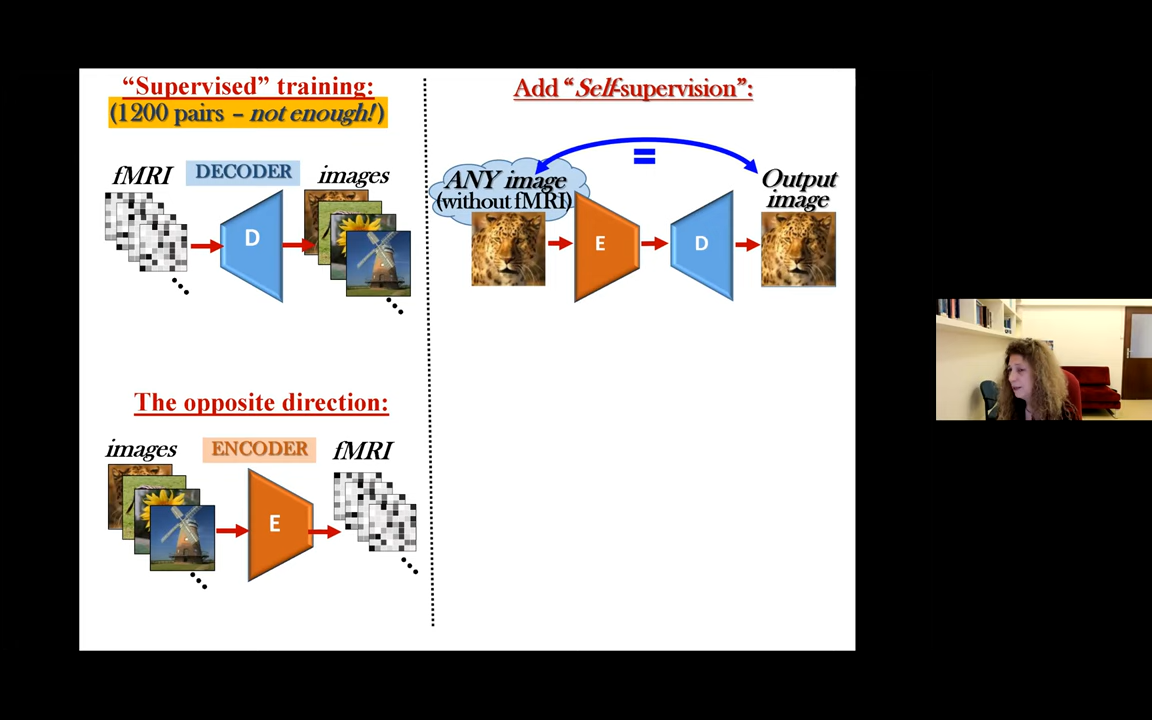 “Supervised” training:
(1200 pairs – not enough!)
fMRI
DECODER
images
D
The opposite direction:
images
ENCODER
fMRI
E
Add “Self-supervision”:
=
ANY image
(without fMRI)
Output
image
E
D